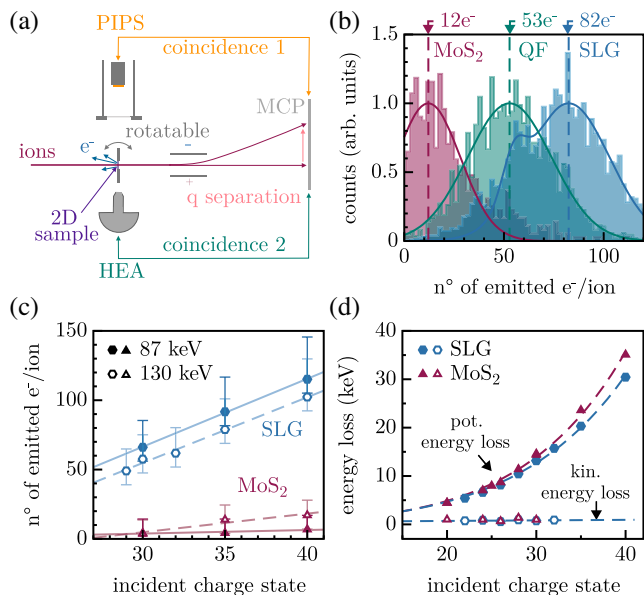 (a)
PIPS
coincidence 1
MCP
rotatable
e⁻
ions
-
+
q separation
2D
sample
coincidence 2
HEA
(b)
12e⁻ 53e⁻ 82e⁻
MoS₂ QF SLG
counts (arb. units)
1.5
1.0
0.5
0.0
0 50 100
n° of emitted e⁻/ion
(c)
n° of emitted e⁻/ion
150
100
50
0
87 keV
130 keV
SLG
MoS₂
30 35 40
incident charge state
(d)
energy loss (keV)
40
30
20
10
0
SLG
MoS₂
pot.
energy loss
kin.
energy loss
20 30 40
incident charge state